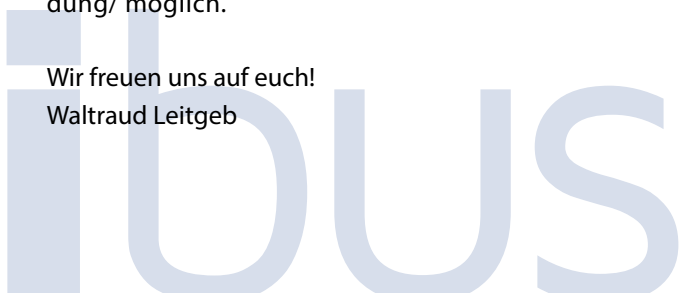 dung/ möglich.
Wir freuen uns auf euch!
Waltraud Leitgeb
ibus